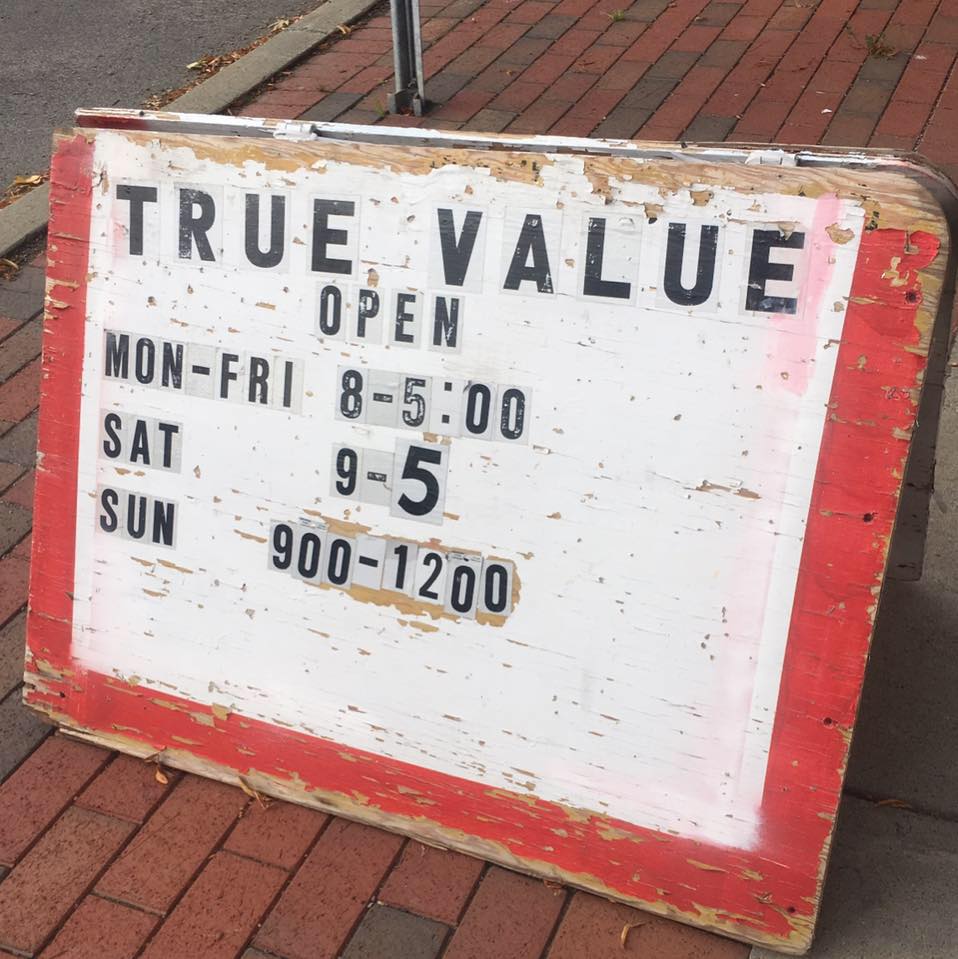 TRUE VALUE
OPEN
MON-FRI 8-5:00
SAT 9-5
SUN 900-1200